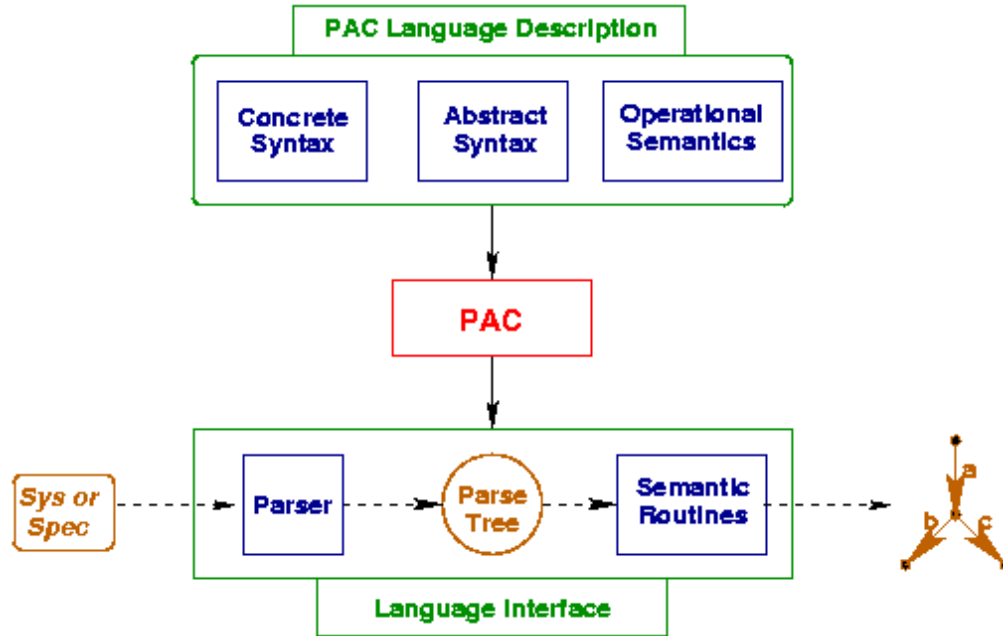 PAC Language Description
Concrete
Syntax
Abstract
Syntax
Operational
Semantics
PAC
Sys or
Spec
Parser
Parse
Tree
Semantic
Routines
a
b
c
Language Interface